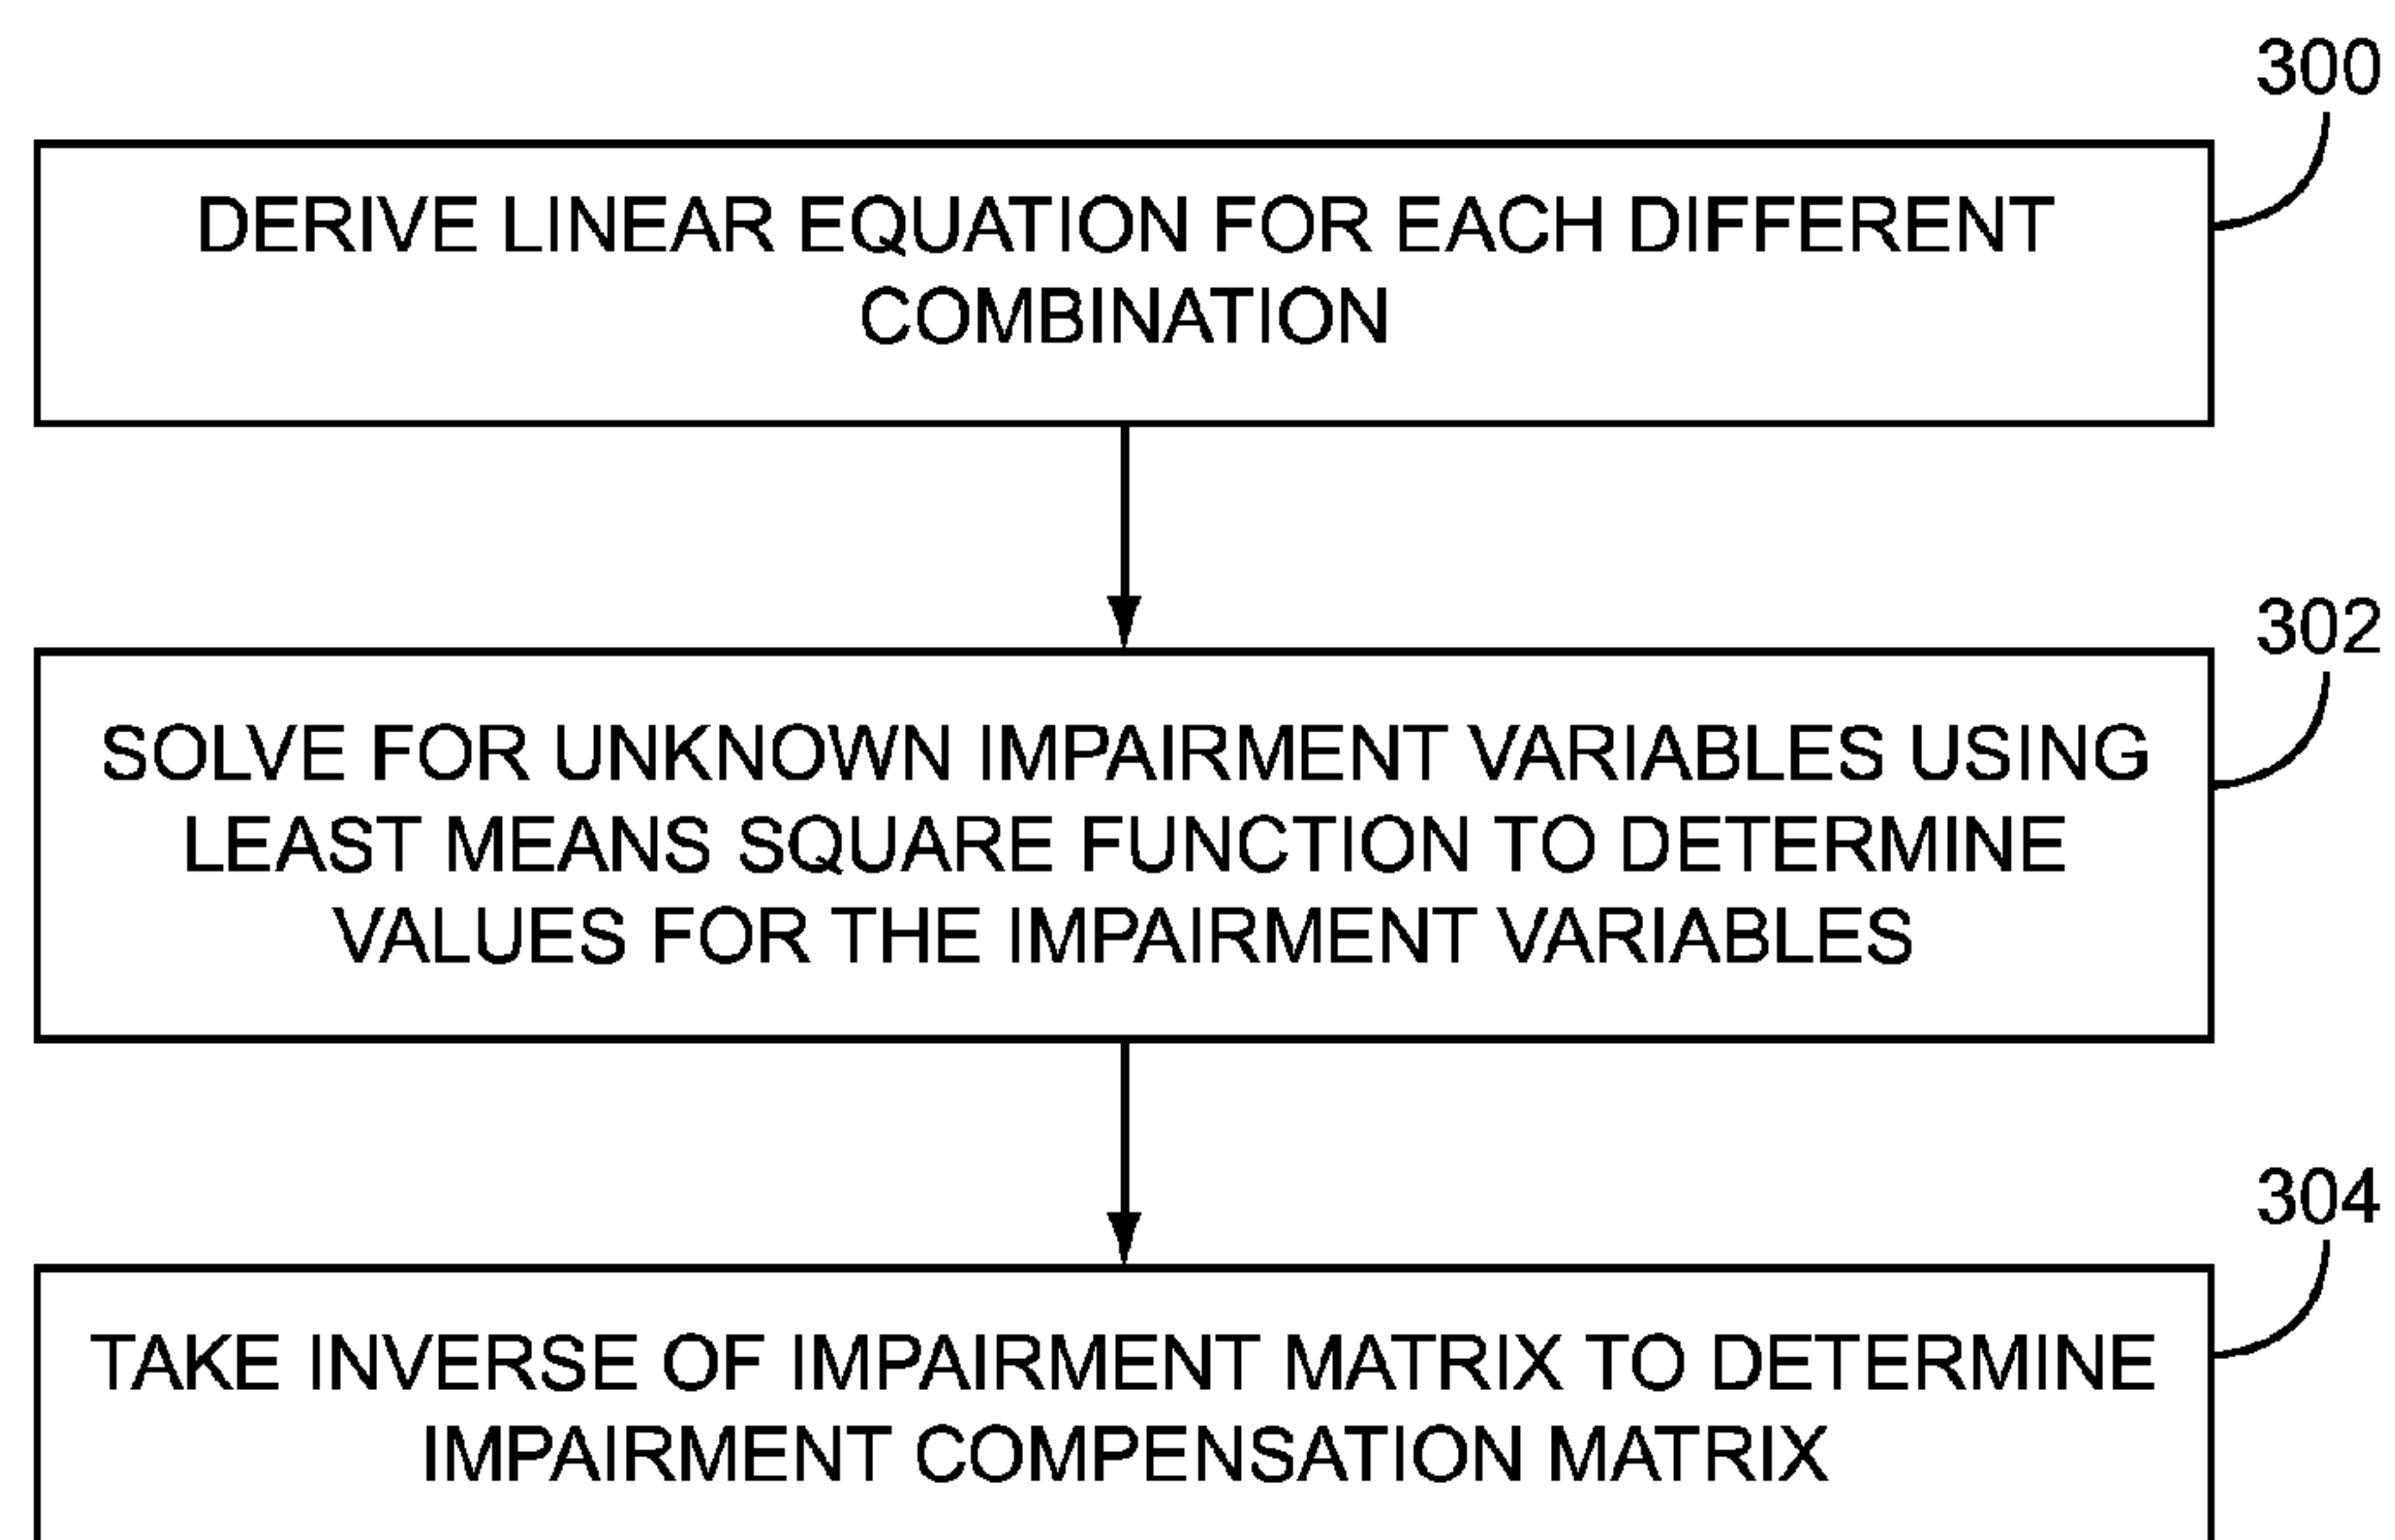 300
DERIVE LINEAR EQUATION FOR EACH DIFFERENT
COMBINATION
302
SOLVE FOR UNKNOWN IMPAIRMENT VARIABLES USING
LEAST MEANS SQUARE FUNCTION TO DETERMINE
VALUES FOR THE IMPAIRMENT VARIABLES
304
TAKE INVERSE OF IMPAIRMENT MATRIX TO DETERMINE
IMPAIRMENT COMPENSATION MATRIX